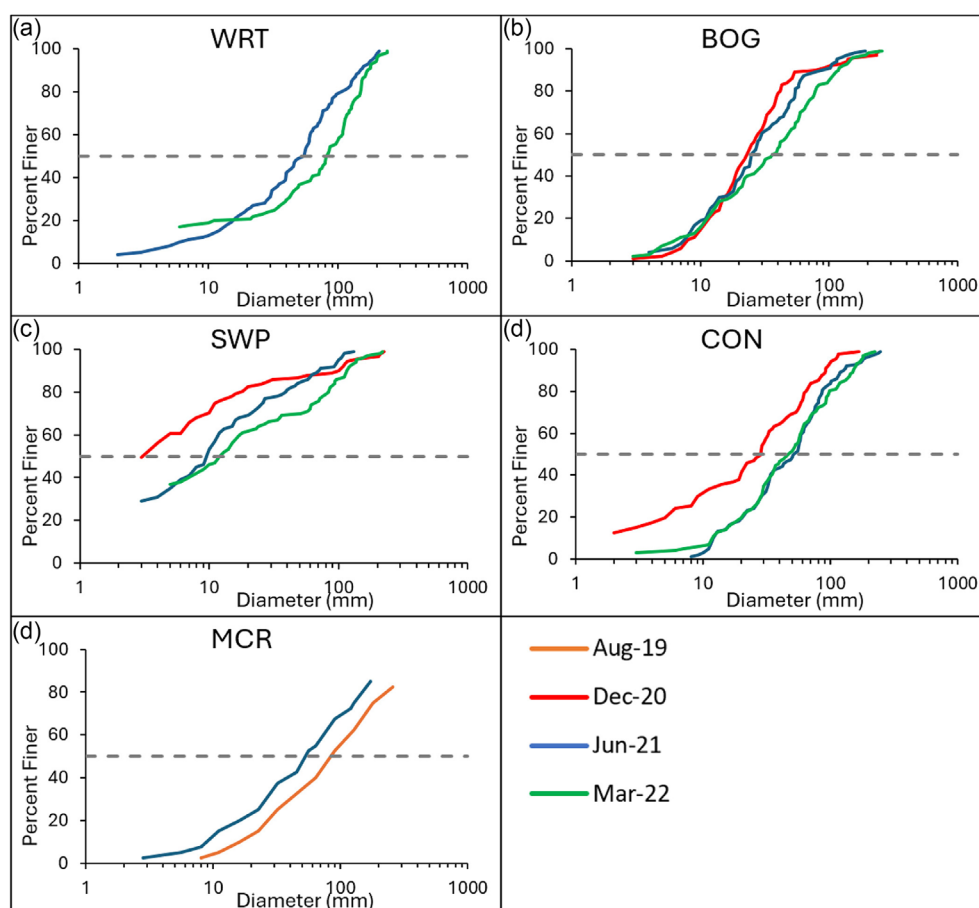 (a)
WRT
100
80
60
40
20
0
Percent Finer
1 10 100 1000
Diameter (mm)
(b)
BOG
100
80
60
40
20
0
Percent Finer
1 10 100 1000
Diameter (mm)
(c)
SWP
100
80
60
40
20
0
Percent Finer
1 10 100 1000
Diameter (mm)
(d)
CON
100
80
60
40
20
0
Percent Finer
1 10 100 1000
Diameter (mm)
(d)
MCR
100
80
60
40
20
0
Percent Finer
1 10 100 1000
Diameter (mm)
Aug-19
Dec-20
Jun-21
Mar-22